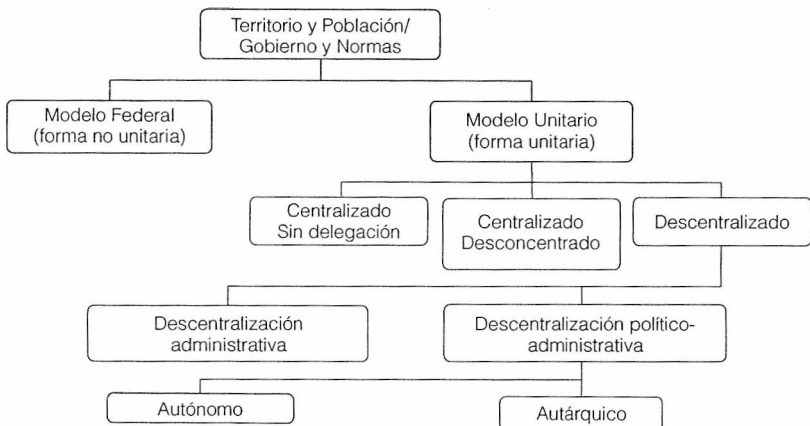 Territorio y Población/
Gobierno y Normas
Modelo Federal
(forma no unitaria)
Modelo Unitario
(forma unitaria)
Centralizado
Sin delegación
Centralizado
Desconcentrado
Descentralizado
Descentralización
administrativa
Descentralización político-
administrativa
Autónomo
Autárquico